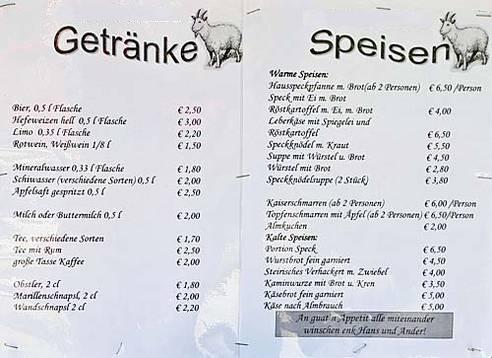 Getränke
Bier, 0,5 l Flasche € 2,50
Hefeweizen hell 0,5 l Flasche € 3,00
Limo 0,35 l Flasche € 2,20
Rotwein, Weißwein 1/8 l € 1,50
Mineralwasser 0,33 l Flasche € 1,80
Schiwasser (verschiedene Sorten) 0,5 l € 2,00
Apfelsaft gespritzt 0,5 l € 2,50
Milch oder Buttermilch 0,5 l € 2,00
Tee, verschiedene Sorten € 1,70
Tee mit Rum € 2,50
große Tasse Kaffee € 2,00
Obstler, 2 cl € 1,80
Marillenschnapsl, 2 cl € 2,00
Wandschnapsl 2 cl € 2,20
Speisen
Warme Speisen:
Hausspeckpfanne m. Brot(ab 2 Personen) € 6,50 /Person
Speck mit Ei m. Brot
Röstkartoffel m. Ei, m. Brot € 4,00
Leberkäse mit Spiegelei und
Röstkartoffel € 6,50
Speckknödel m. Kraut € 5,50
Suppe mit Würstel u. Brot € 4,50
Würstel mit Brot € 2,80
Speckknödelsuppe (2 Stück) € 3,80
Kaiserschmarren (ab 2 Personen) € 6,00 /Person
Topfenschmarren mit Äpfel (ab 2 Personen) € 6,50/Person
Almkuchen € 2,00
Kalte Speisen:
Portion Speck € 6,50
Wurstbrot fein garniert € 4,50
Steirisches Verhackert m. Zwiebel € 4,00
Kaminwurze mit Brot u. Kren € 3,50
Käsebrot fein garniert € 5,00
Käse nach Almbrauch € 5,00
An guat'n Appetit alle miteinander
winschen enk Hans und Ander!